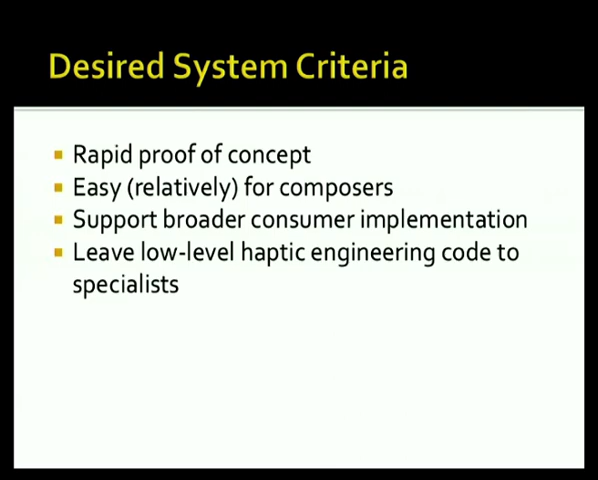 Desired System Criteria
Rapid proof of concept
Easy (relatively) for composers
Support broader consumer implementation
Leave low-level haptic engineering code to
specialists